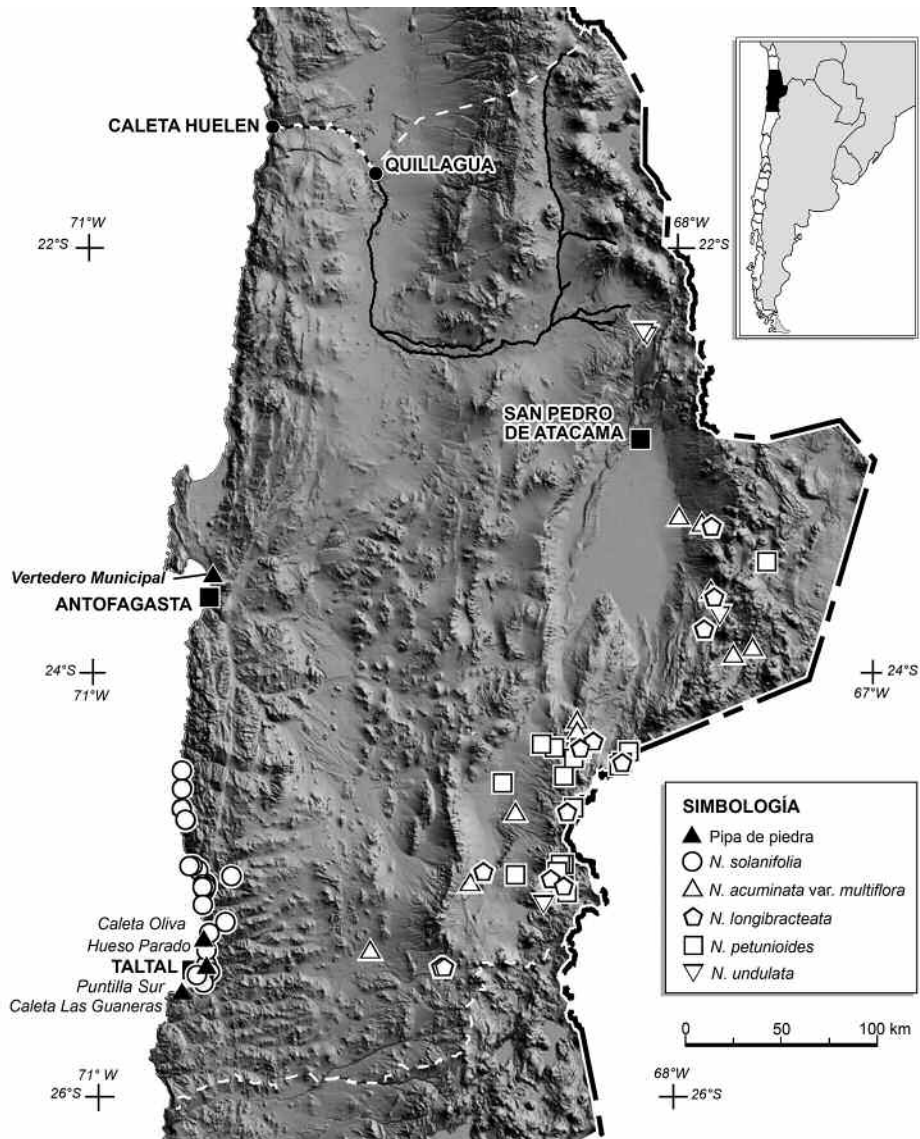 CALETA HUELEN
QUILLAGUA
71°W
22°S
68°W
22°S
SAN PEDRO
DE ATACAMA
Vertedero Municipal
ANTOFAGASTA
24°S
71°W
24°S
67°W
SIMBOLOGÍA
Pipa de piedra
N. solanifolia
N. acuminata var. multiflora
N. longibracteata
N. petunioides
N. undulata
Caleta Oliva
Hueso Parado
TALTAL
Puntilla Sur
Caleta Las Guaneras
0 50 100 km
71° W
26°S
68°W
26°S